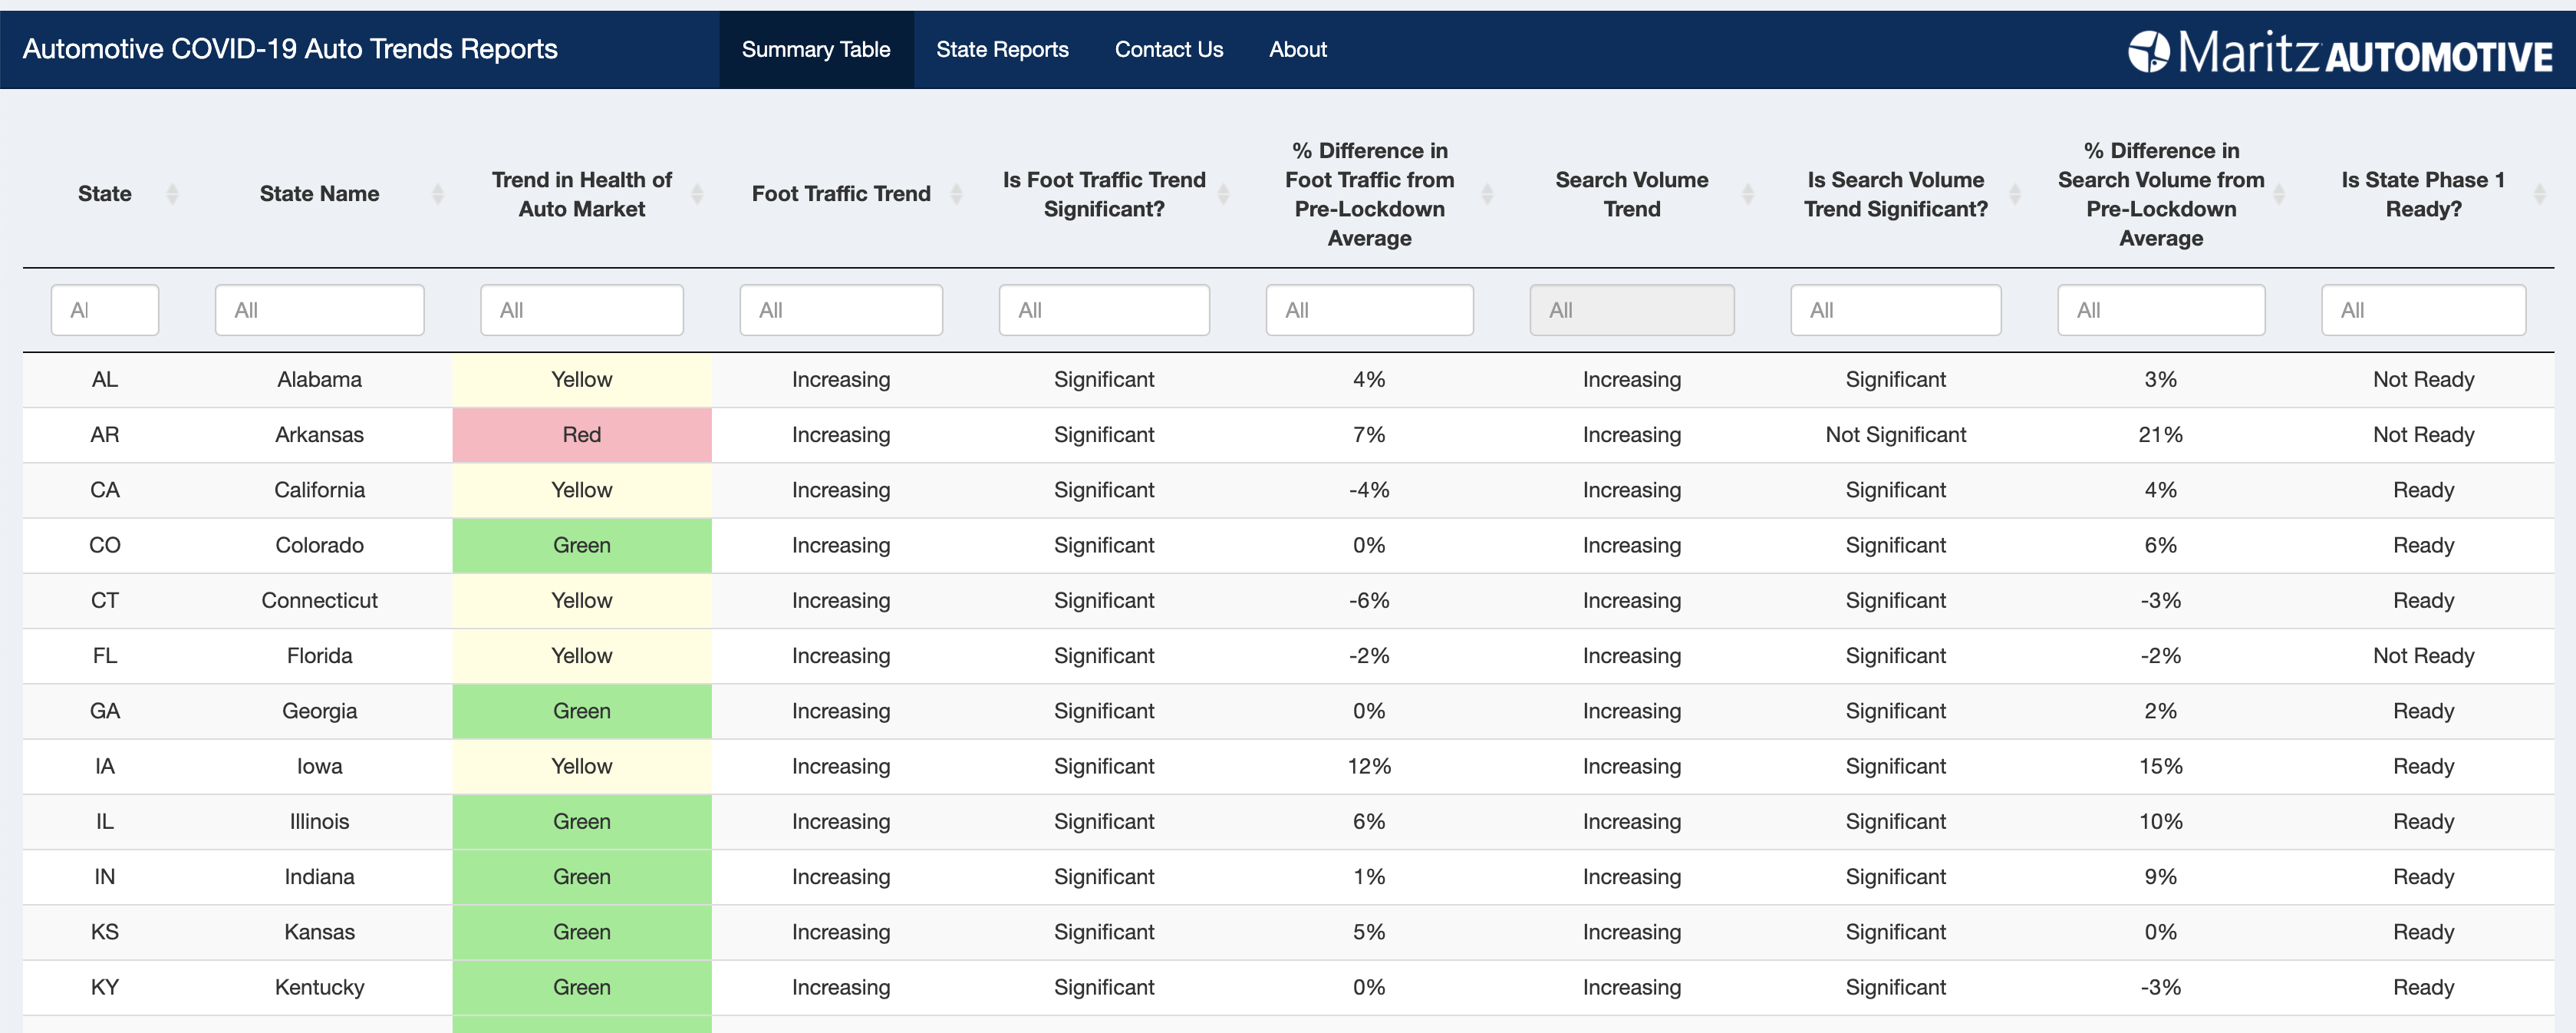 Automotive COVID-19 Auto Trends Reports Summary Table State Reports Contact Us About Maritz AUTOMOTIVE
State State Name Trend in Health of Auto Market Foot Traffic Trend Is Foot Traffic Trend Significant? % Difference in Foot Traffic from Pre-Lockdown Average Search Volume Trend Is Search Volume Trend Significant? % Difference in Search Volume from Pre-Lockdown Average Is State Phase 1 Ready?
All All All All All All All All All All
AL Alabama Yellow Increasing Significant 4% Increasing Significant 3% Not Ready
AR Arkansas Red Increasing Significant 7% Increasing Not Significant 21% Not Ready
CA California Yellow Increasing Significant -4% Increasing Significant 4% Ready
CO Colorado Green Increasing Significant 0% Increasing Significant 6% Ready
CT Connecticut Yellow Increasing Significant -6% Increasing Significant -3% Ready
FL Florida Yellow Increasing Significant -2% Increasing Significant -2% Not Ready
GA Georgia Green Increasing Significant 0% Increasing Significant 2% Ready
IA Iowa Yellow Increasing Significant 12% Increasing Significant 15% Ready
IL Illinois Green Increasing Significant 6% Increasing Significant 10% Ready
IN Indiana Green Increasing Significant 1% Increasing Significant 9% Ready
KS Kansas Green Increasing Significant 5% Increasing Significant 0% Ready
KY Kentucky Green Increasing Significant 0% Increasing Significant -3% Ready